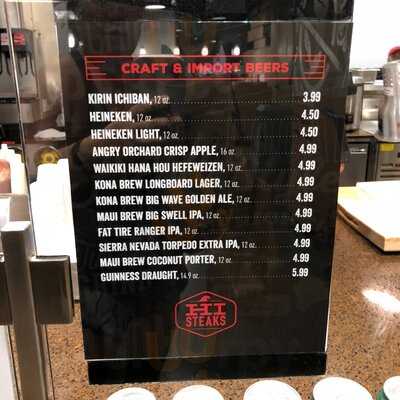 CRAFT & IMPORT BEERS
KIRIN ICHIBAN, 12 oz. 3.99
HEINEKEN, 12 oz. 4.50
HEINEKEN LIGHT, 12 oz. 4.50
ANGRY ORCHARD CRISP APPLE, 16 oz. 4.99
WAIKIKI HANA HOU HEFEWEIZEN, 12 oz. 4.99
KONA BREW LONGBOARD LAGER, 12 oz. 4.99
KONA BREW BIG WAVE GOLDEN ALE, 12 oz. 4.99
MAUI BREW BIG SWELL IPA, 12 oz. 4.99
FAT TIRE RANGER IPA, 12 oz. 4.99
SIERRA NEVADA TORPEDO EXTRA IPA, 12 oz. 4.99
MAUI BREW COCONUT PORTER, 12 oz. 4.99
GUINNESS DRAUGHT, 14.9 oz. 5.99
HI
STEAKS